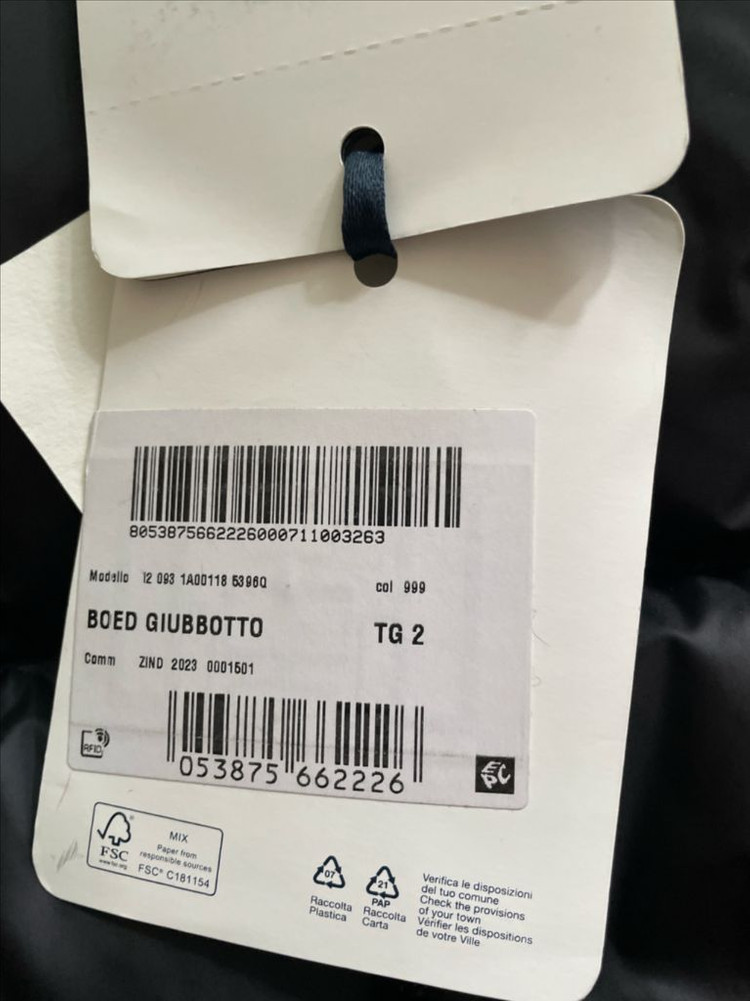 8053875662226000711003263
Modello I2 093 1A00118 5396Q
col 999
BOED GIUBBOTTO
TG 2
Comm ZIND 2023 0001501
RFID
053875 662226
EPC
FSC®
www.fsc.org
MIX
Paper from
responsible sources
FSC® C181154
07
Raccolta
Plastica
21
PAP
Raccolta
Carta
Verifica le disposizioni
del tuo comune
Check the provisions
of your town
Vérifier les dispositions
de votre Ville